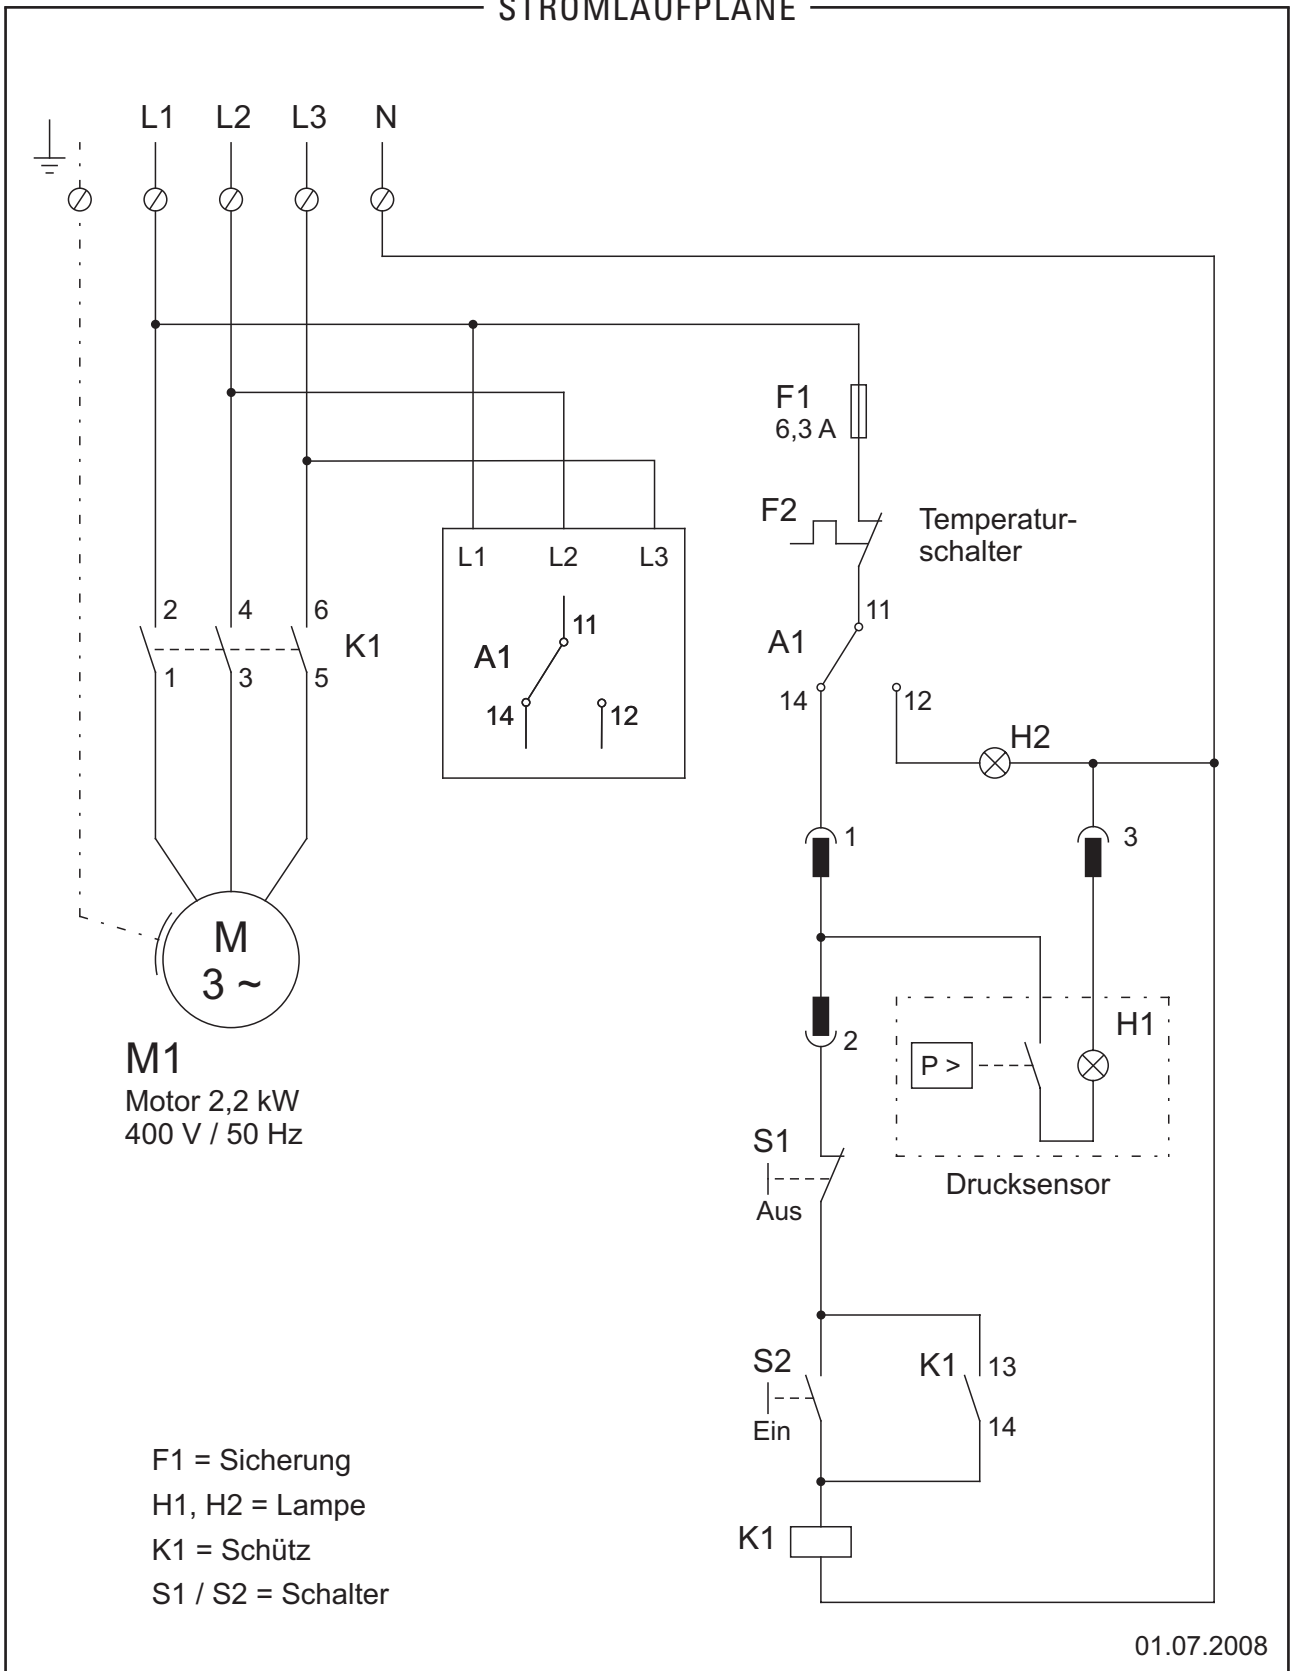 STROMLAUFPLÄNE
L1 L2 L3 N
F1
6,3 A
F2
Temperatur-
schalter
L1 L2 L3
11
A1
14 12
2 4 6
K1
1 3 5
11
A1
14 12
H2
1
3
M
3 ~
M1
Motor 2,2 kW
400 V / 50 Hz
2
H1
P >
S1
Aus
Drucksensor
S2
Ein
K1 13
14
K1
F1 = Sicherung
H1, H2 = Lampe
K1 = Schütz
S1 / S2 = Schalter
01.07.2008